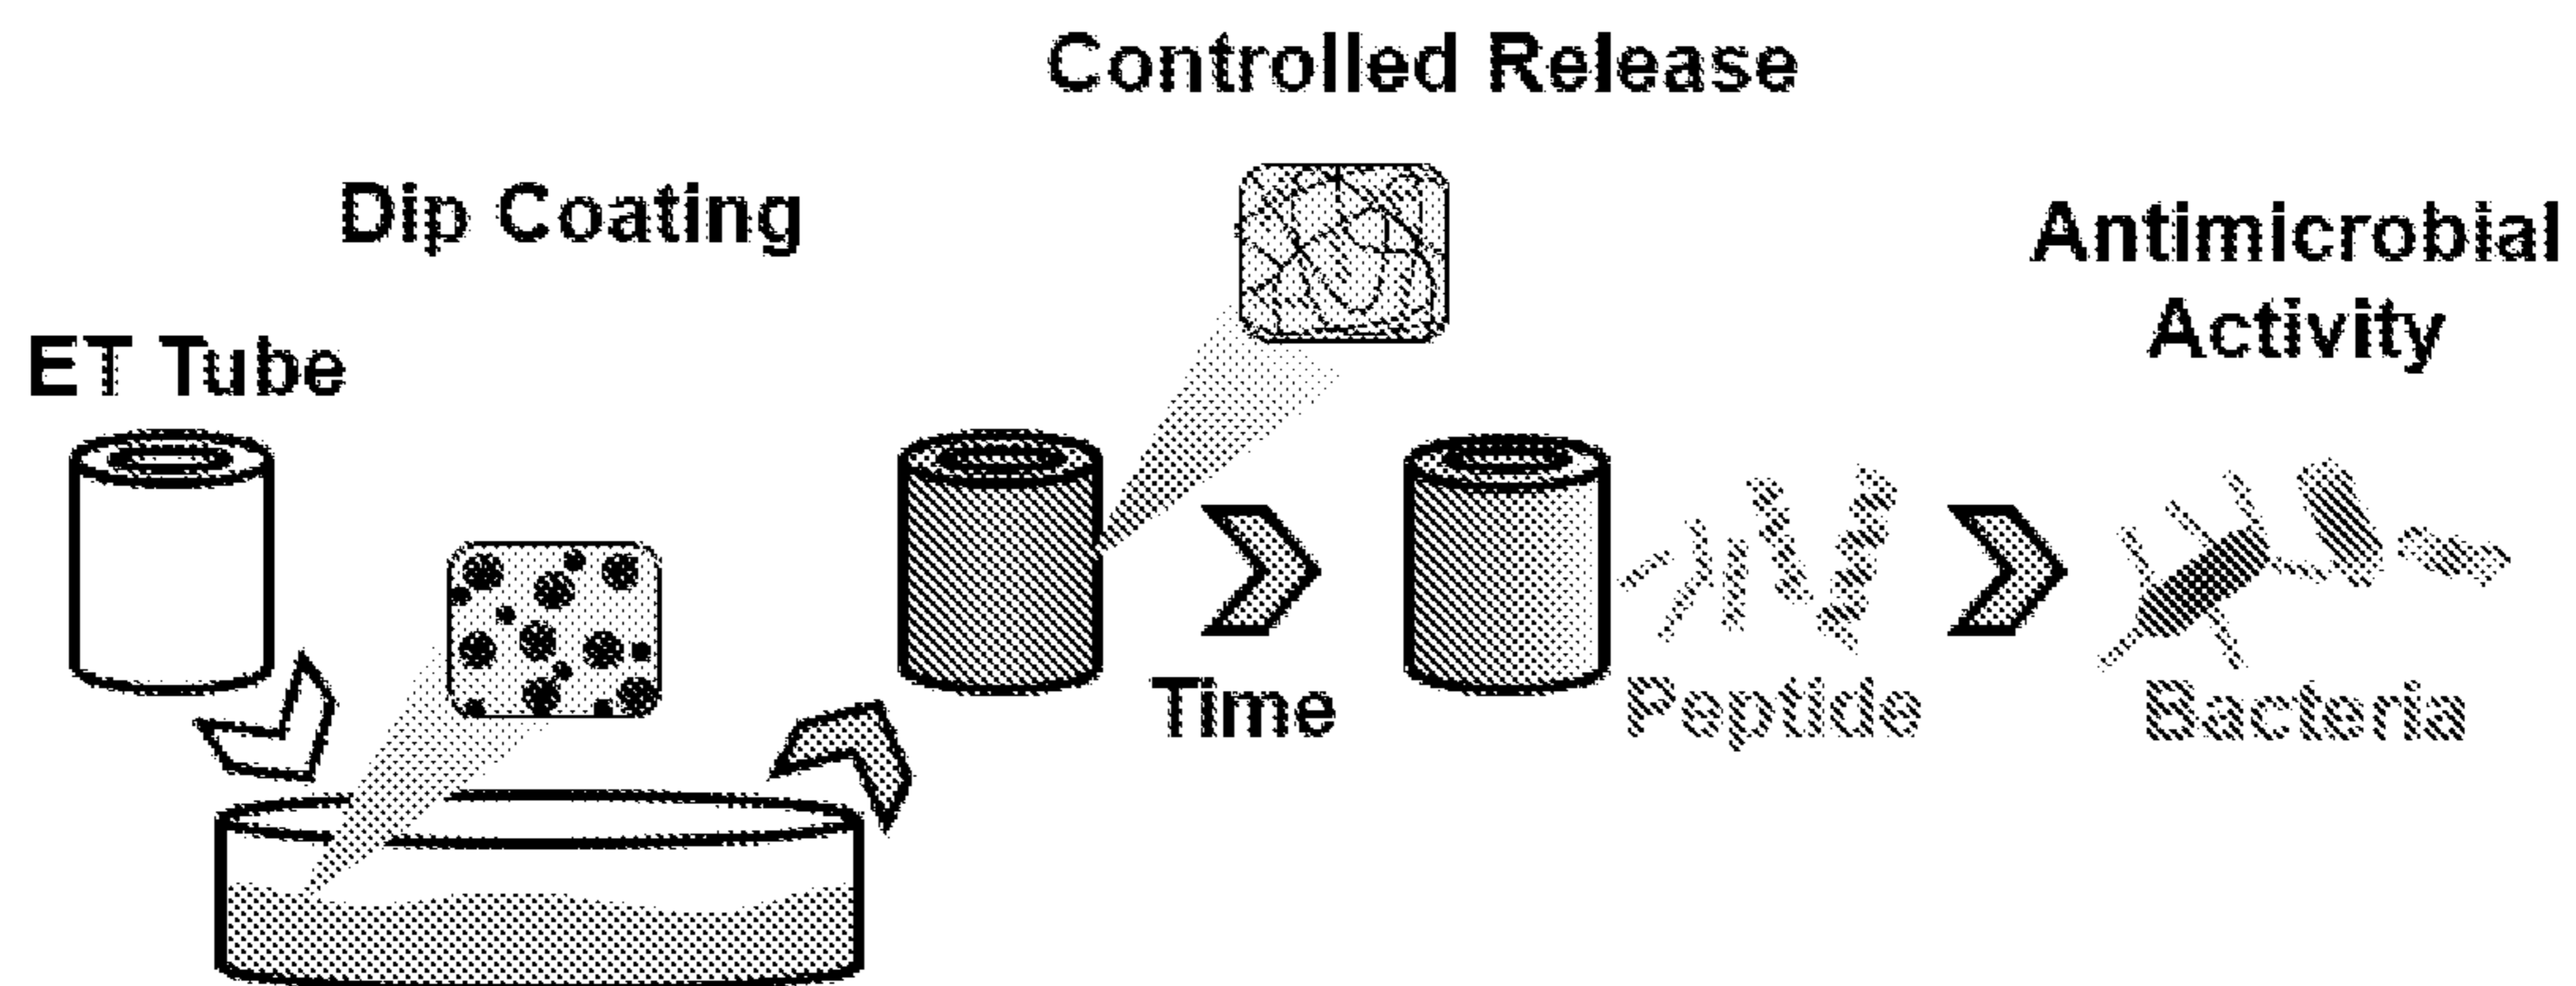 Controlled Release
Dip Coating
Antimicrobial
Activity
ET Tube
Time
Peptide
Bacteria